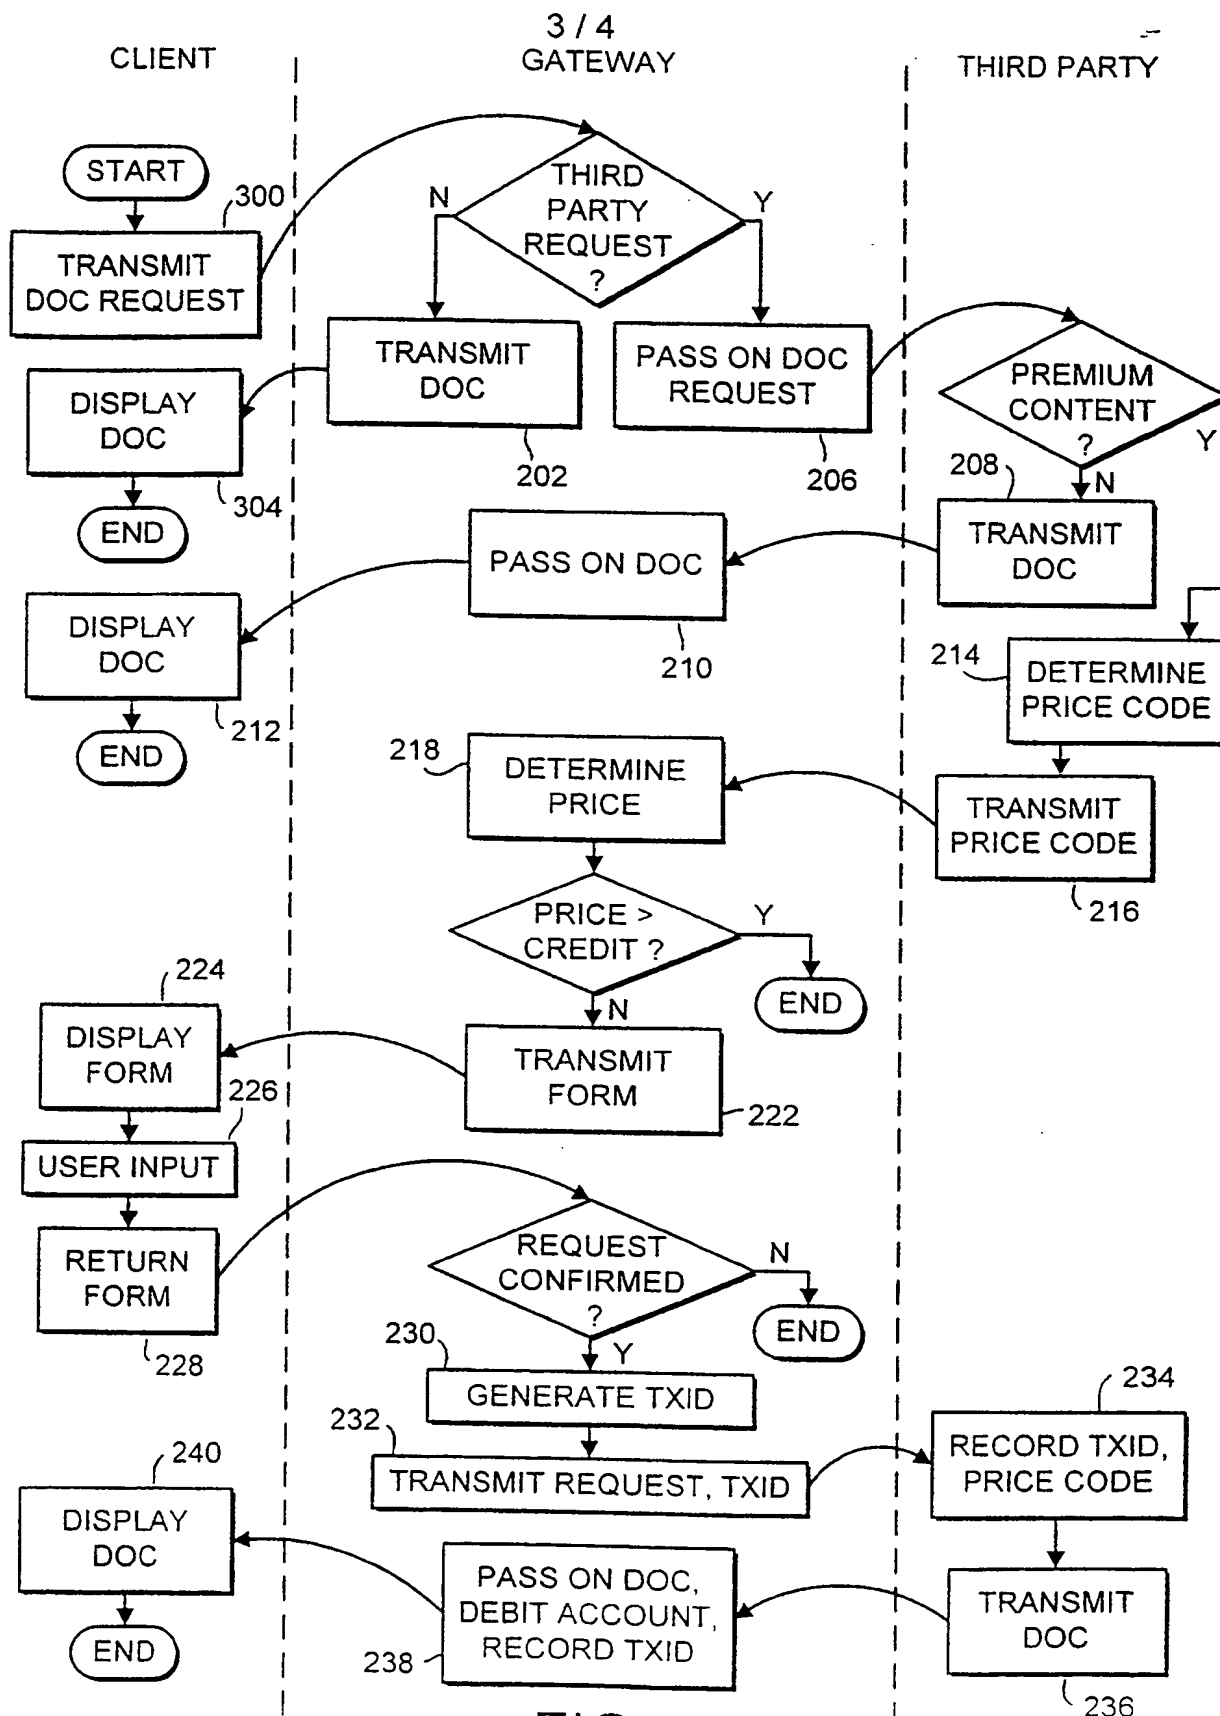 3 / 4
CLIENT
GATEWAY
THIRD PARTY
START
300
TRANSMIT
DOC REQUEST
THIRD
PARTY
REQUEST
?
N
Y
TRANSMIT
DOC
202
PASS ON DOC
REQUEST
206
DISPLAY
DOC
304
END
PREMIUM
CONTENT
?
Y
N
208
TRANSMIT
DOC
PASS ON DOC
210
DISPLAY
DOC
212
END
214
DETERMINE
PRICE CODE
TRANSMIT
PRICE CODE
216
218
DETERMINE
PRICE
PRICE >
CREDIT ?
Y
END
N
TRANSMIT
FORM
222
224
DISPLAY
FORM
226
USER INPUT
RETURN
FORM
228
REQUEST
CONFIRMED
?
N
END
Y
230
GENERATE TXID
232
TRANSMIT REQUEST, TXID
234
RECORD TXID,
PRICE CODE
TRANSMIT
DOC
236
PASS ON DOC,
DEBIT ACCOUNT,
RECORD TXID
238
240
DISPLAY
DOC
END